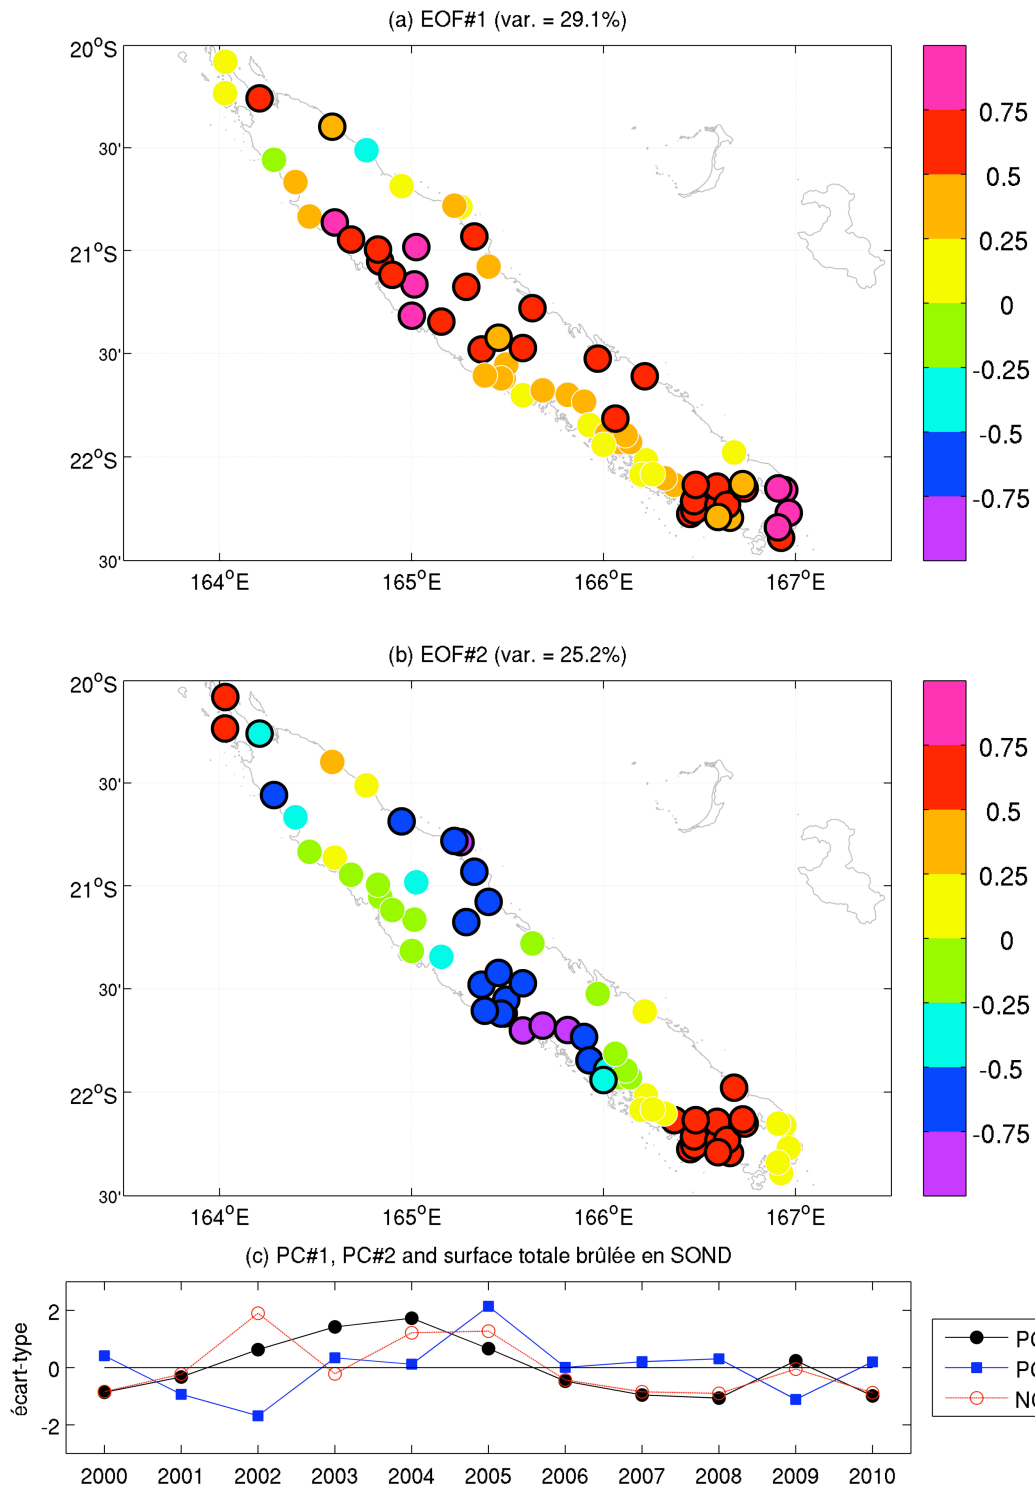 (a) EOF#1 (var. = 29.1%)
20°S
30'
21°S
30'
22°S
30'
164°E 165°E 166°E 167°E
0.75
0.5
0.25
0
-0.25
-0.5
-0.75
(b) EOF#2 (var. = 25.2%)
20°S
30'
21°S
30'
22°S
30'
164°E 165°E 166°E 167°E
0.75
0.5
0.25
0
-0.25
-0.5
-0.75
(c) PC#1, PC#2 and surface totale brûlée en SOND
écart-type
2
0
-2
2000 2001 2002 2003 2004 2005 2006 2007 2008 2009 2010